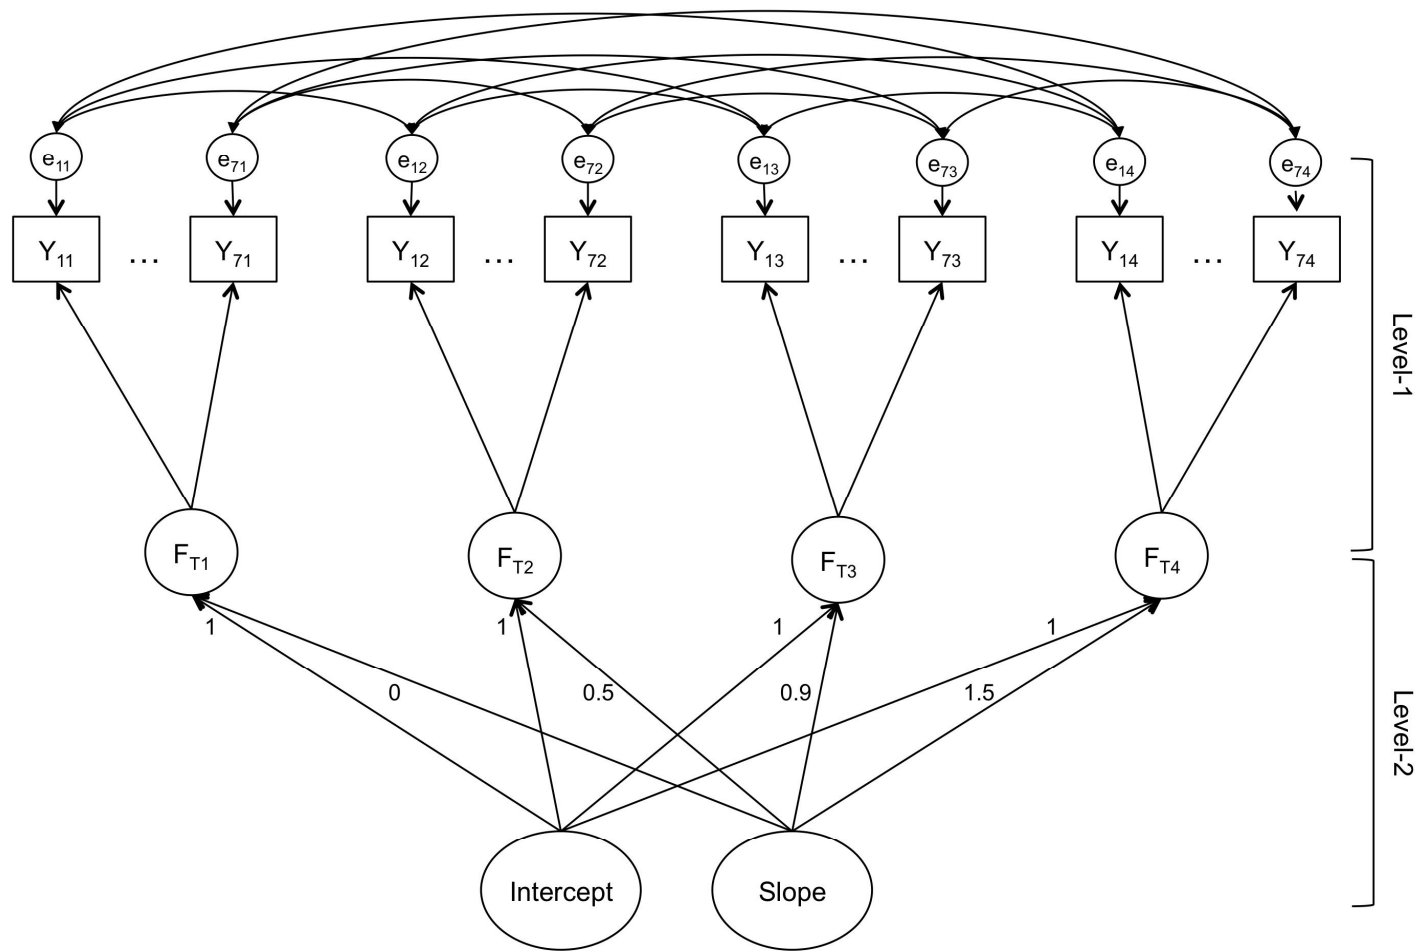 e11 e71 e12 e72 e13 e73 e14 e74
Y11 ... Y71 Y12 ... Y72 Y13 ... Y73 Y14 ... Y74
Level-1
FT1 FT2 FT3 FT4
1 1 1 1
0 0.5 0.9 1.5
Level-2
Intercept Slope